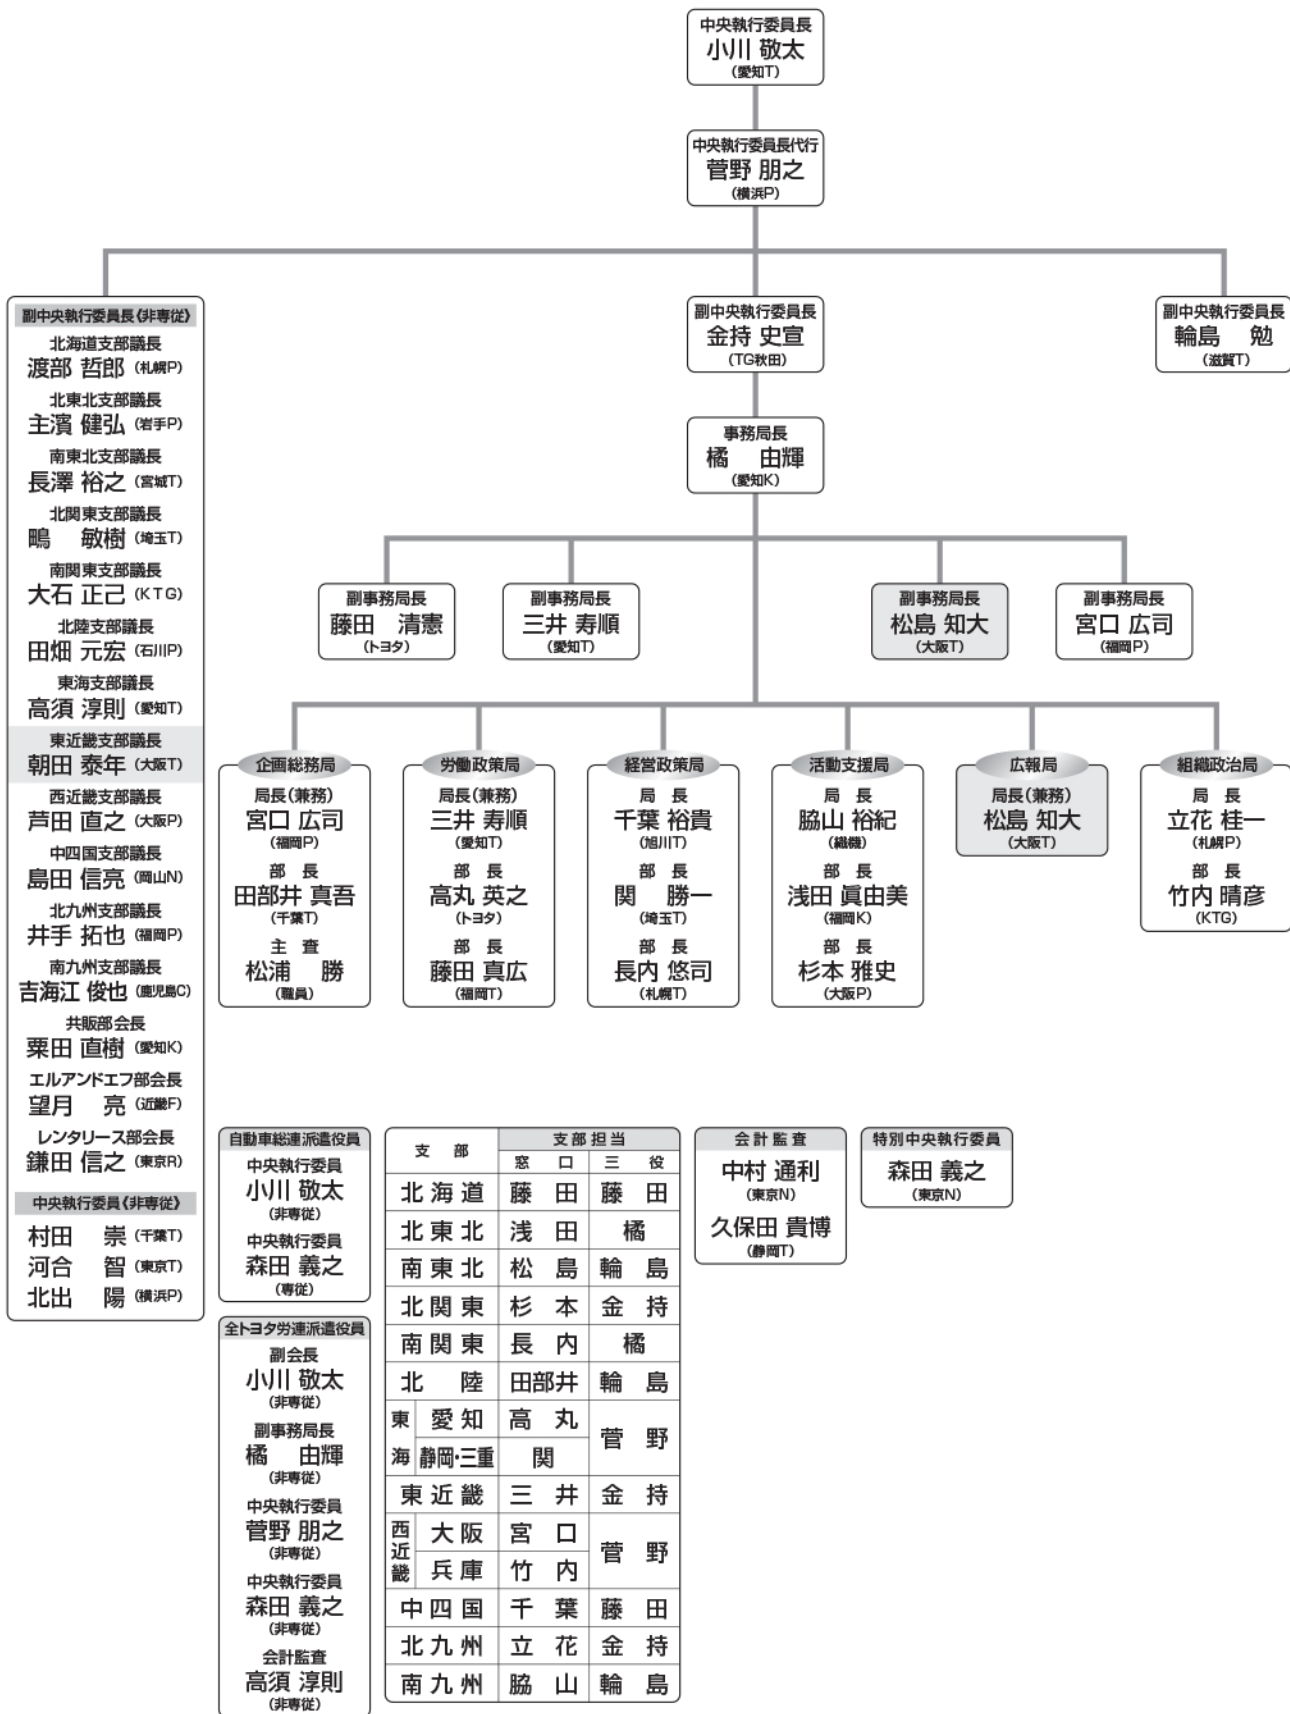 中央執行委員長
小川 敬太
(愛知T)
中央執行委員長代行
菅野 朋之
(横浜P)
副中央執行委員長《非専従》
北海道支部議長
渡部 哲郎 (札幌P)
北東北支部議長
主濱 健弘 (岩手P)
南東北支部議長
長澤 裕之 (宮城T)
北関東支部議長
鴫 敏樹 (埼玉T)
南関東支部議長
大石 正己 (KTG)
北陸支部議長
田畑 元宏 (石川P)
東海支部議長
高須 淳則 (愛知T)
東近畿支部議長
朝田 泰年 (大阪T)
西近畿支部議長
芦田 直之 (大阪P)
中四国支部議長
島田 信亮 (岡山N)
北九州支部議長
井手 拓也 (福岡P)
南九州支部議長
吉海江 俊也 (鹿児島C)
共販部会長
粟田 直樹 (愛知K)
エルアンドエフ部会長
望月 亮 (近畿F)
レンタリース部会長
鎌田 信之 (東京R)
中央執行委員《非専従》
村田 崇 (千葉T)
河合 智 (東京T)
北出 陽 (横浜P)
副中央執行委員長
金持 史宣
(TG秋田)
副中央執行委員長
輪島 勉
(滋賀T)
事務局長
橘 由輝
(愛知K)
副事務局長
藤田 清憲
(トヨタ)
副事務局長
三井 寿順
(愛知T)
副事務局長
松島 知大
(大阪T)
副事務局長
宮口 広司
(福岡P)
企画総務局
局長(兼務)
宮口 広司
(福岡P)
部 長
田部井 真吾
(千葉T)
主 査
松浦 勝
(職員)
労働政策局
局長(兼務)
三井 寿順
(愛知T)
部 長
高丸 英之
(トヨタ)
部 長
藤田 真広
(福岡T)
経営政策局
局 長
千葉 裕貴
(旭川T)
部 長
関 勝一
(埼玉T)
部 長
長内 悠司
(札幌T)
活動支援局
局 長
脇山 裕紀
(織機)
部 長
浅田 眞由美
(福岡K)
部 長
杉本 雅史
(大阪P)
広報局
局長(兼務)
松島 知大
(大阪T)
組織政治局
局 長
立花 桂一
(札幌P)
部 長
竹内 晴彦
(KTG)
自動車総連派遣役員
中央執行委員
小川 敬太
(非専従)
中央執行委員
森田 義之
(専従)
全トヨタ労連派遣役員
副会長
小川 敬太
(非専従)
副事務局長
橘 由輝
(非専従)
中央執行委員
菅野 朋之
(非専従)
中央執行委員
森田 義之
(非専従)
会計監査
高須 淳則
(非専従)
支 部 支部担当
窓 口 三 役
北海道 藤田 藤田
北東北 浅田 橘
南東北 松島 輪島
北関東 杉本 金持
南関東 長内 橘
北陸 田部井 輪島
東海 愛知 高丸 菅野
静岡・三重 関
東近畿 三井 金持
西近畿 大阪 宮口 菅野
兵庫 竹内
中四国 千葉 藤田
北九州 立花 金持
南九州 脇山 輪島
会計監査
中村 通利
(東京N)
久保田 貴博
(静岡T)
特別中央執行委員
森田 義之
(東京N)